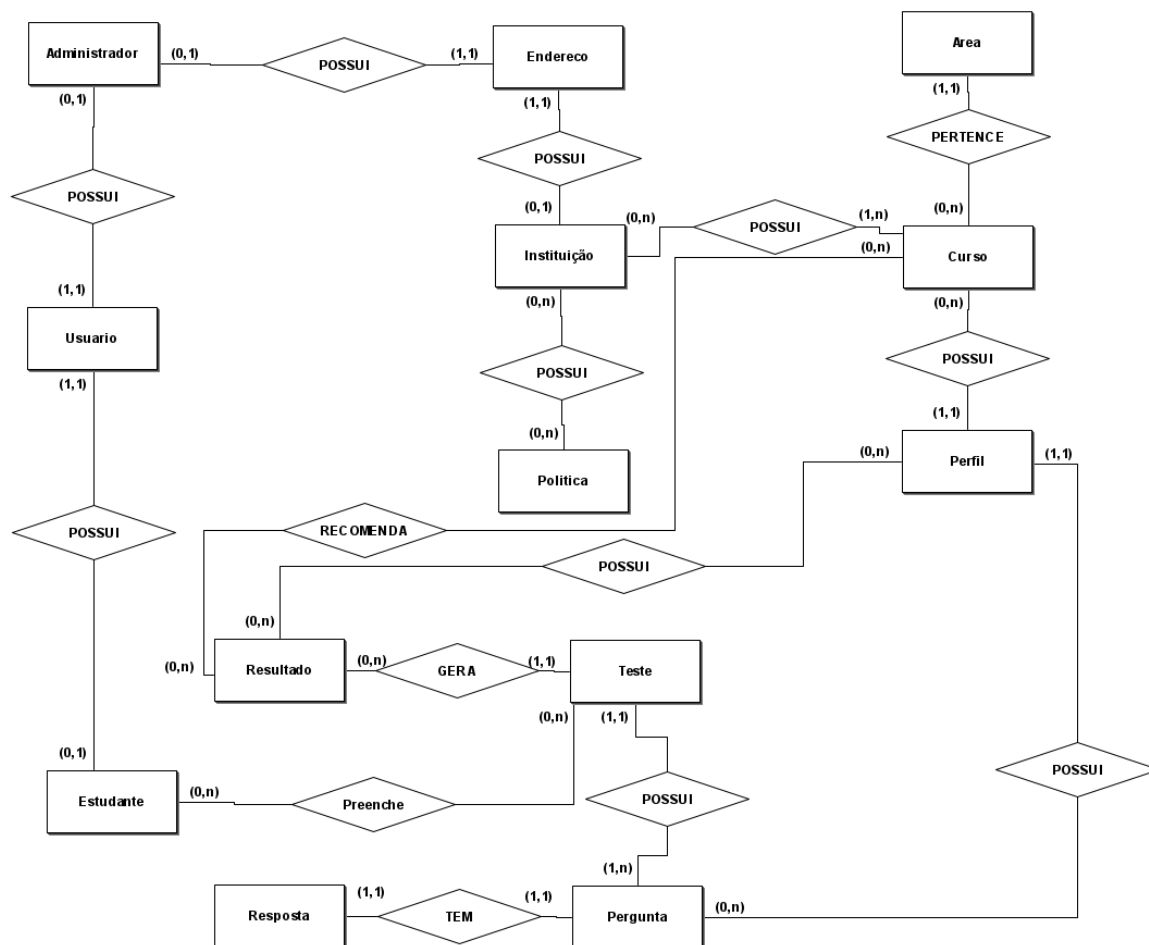 Administrador
(0,1)
POSSUI
(1,1)
Endereco
Area
(0,1)
(1,1)
(1,1)
PERTENCE
POSSUI
POSSUI
(0,1)
(0,n)
POSSUI
(1,n)
(0,n)
Instituição
(0,n)
Curso
(1,1)
(0,n)
(0,n)
Usuario
POSSUI
POSSUI
(1,1)
(1,1)
(0,n)
(0,n)
Perfil
(1,1)
Politica
POSSUI
RECOMENDA
POSSUI
(0,n)
(0,n)
Resultado
(0,n)
GERA
(1,1)
Teste
(0,n)
(1,1)
(0,1)
POSSUI
Estudante
(0,n)
Preenche
POSSUI
(1,n)
(1,1)
(1,1)
(0,n)
Resposta
TEM
Pergunta